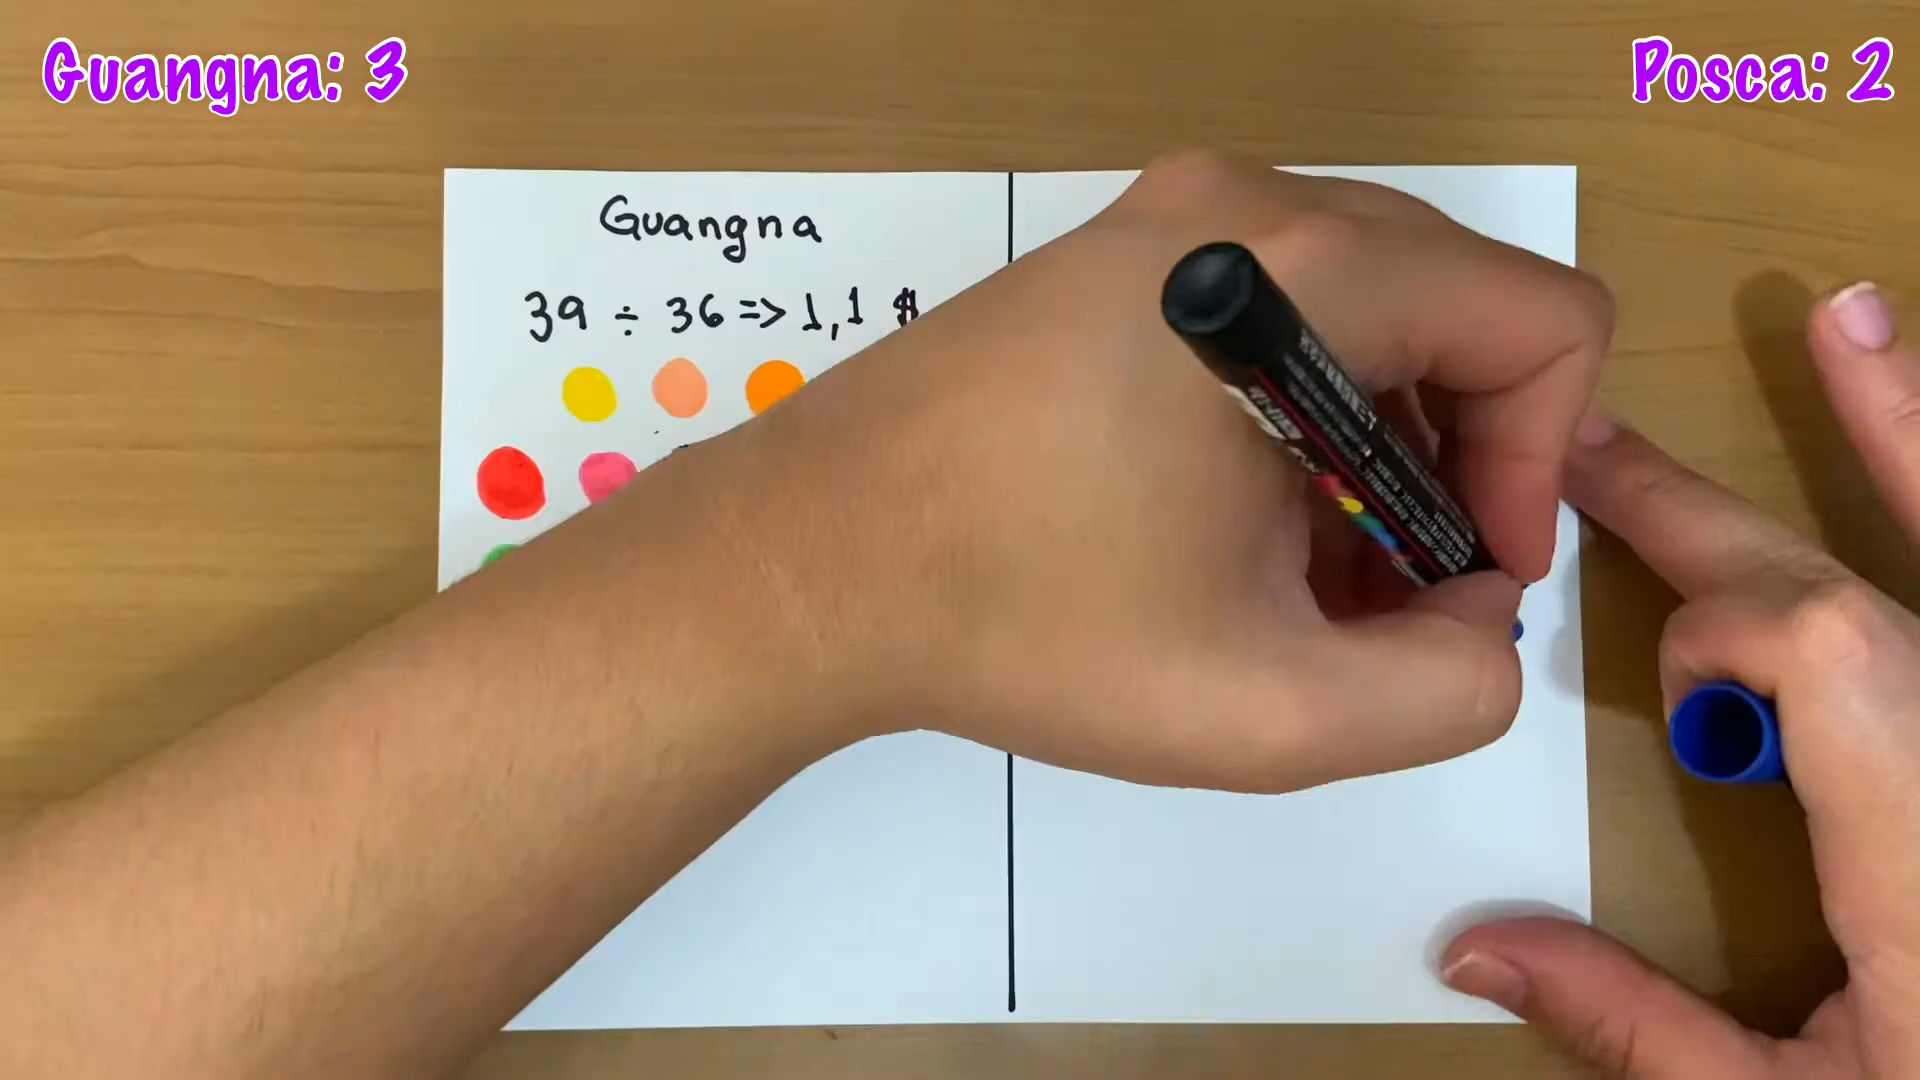 Guangna: 3
Posca: 2
Guangna
39 ÷ 36 => 1,1 $